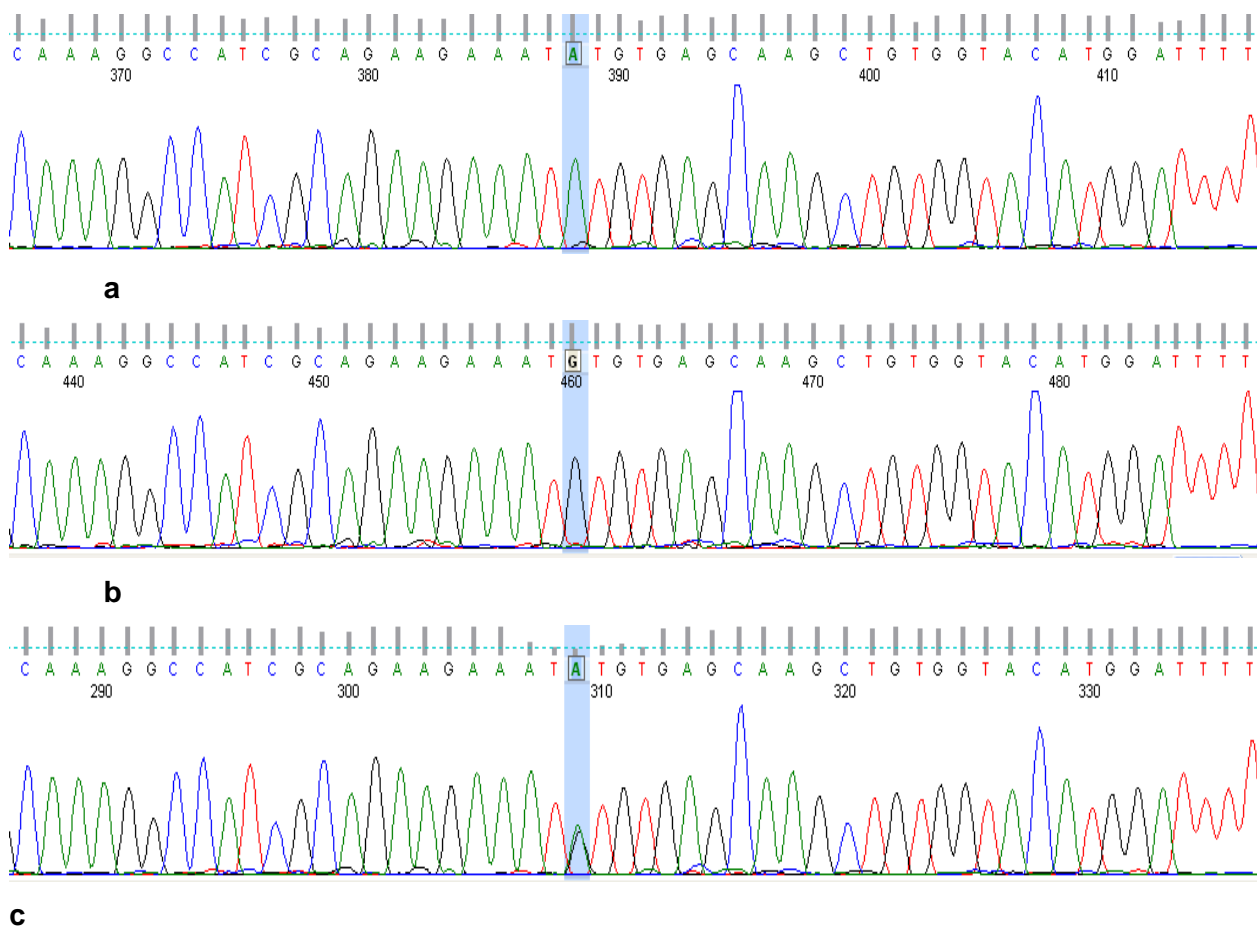 C A A A G G C C A T C G C A G A A G A A A T A T G T G A G C A A G C T G T G G T A C A T G G A T T T T
370 380 390 400 410
a
C A A A G G C C A T C G C A G A A G A A A T G T G T G A G C A A G C T G T G G T A C A T G G A T T T T
440 450 460 470 480
b
C A A A G G C C A T C G C A G A A G A A A T A T G T G A G C A A G C T G T G G T A C A T G G A T T T T
290 300 310 320 330
c